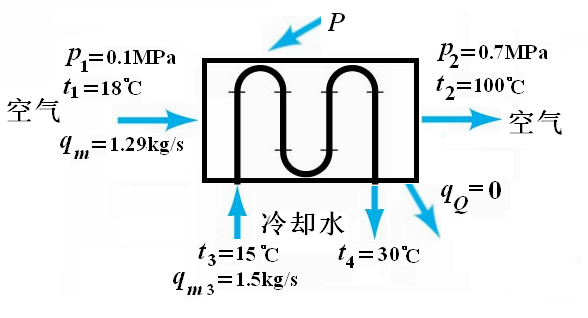 P
p₁=0.1MPa
t₁=18℃
空气
qₘ=1.29kg/s
p₂=0.7MPa
t₂=100℃
空气
q_Q=0
冷却水
t₃=15℃
qₘ₃=1.5kg/s
t₄=30℃